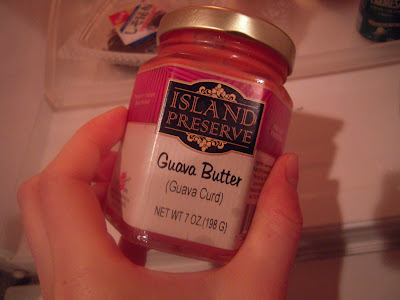 ISLAND
PRESERVE
Guava Butter
(Guava Curd)
NET WT 7 OZ.(198 G)